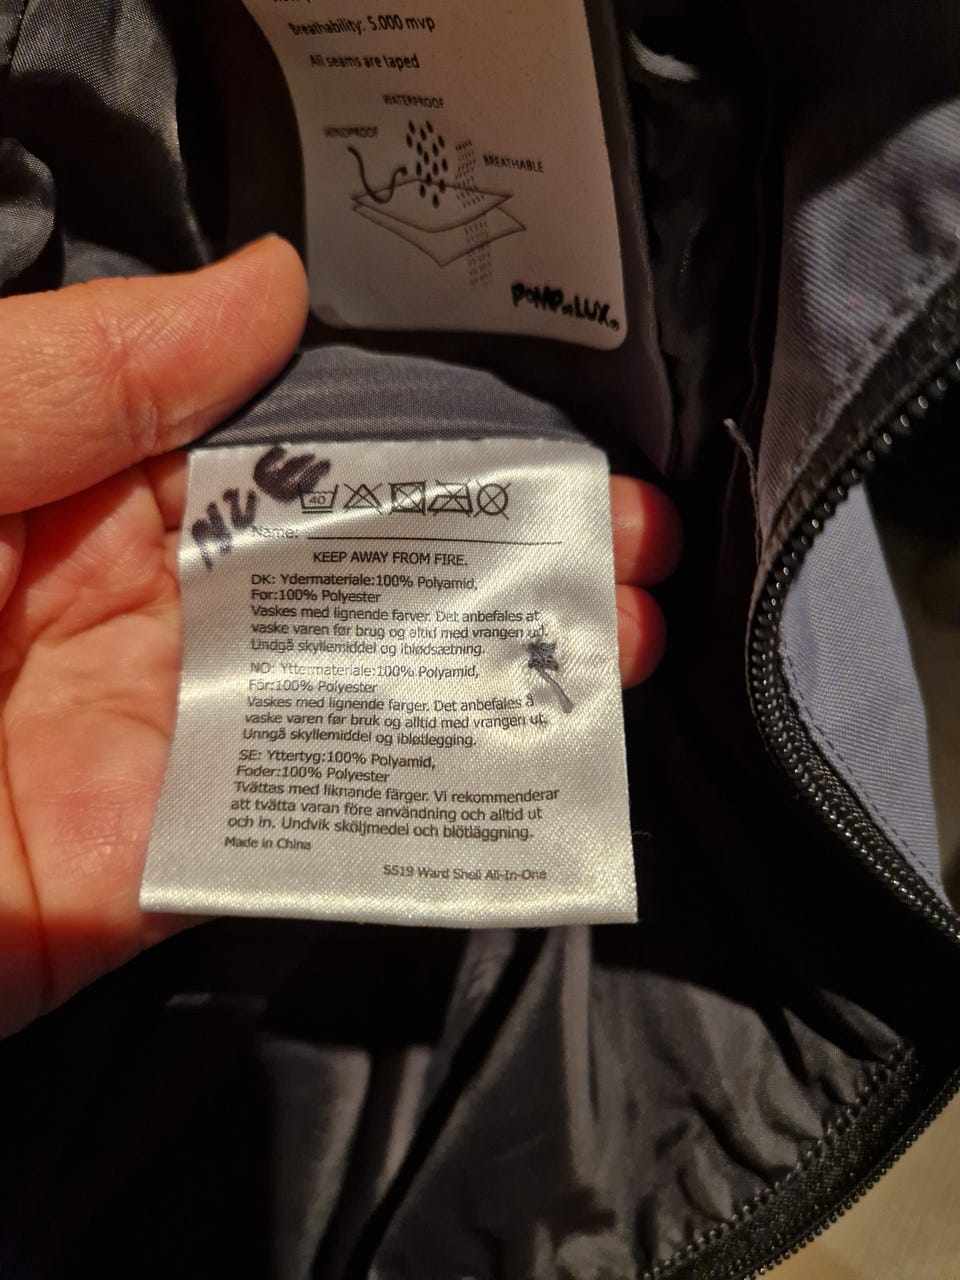 Breathability: 5.000 mvp
All seams are taped
WATERPROOF
WINDPROOF
BREATHABLE
POMPdeLUX®
40
Name:
KEEP AWAY FROM FIRE.
DK: Ydermateriale:100% Polyamid,
For:100% Polyester
Vaskes med lignende farver. Det anbefales at
vaske varen før brug og altid med vrangen ud.
Undgå skyllemiddel og iblødsætning.
NO: Yttermateriale:100% Polyamid,
Fôr:100% Polyester
Vaskes med lignende farger. Det anbefales å
vaske varen før bruk og alltid med vrangen ut.
Unngå skyllemiddel og ibløtlegging.
SE: Yttertyg:100% Polyamid,
Foder:100% Polyester
Tvättas med liknande färger. Vi rekommenderar
att tvätta varan före användning och alltid ut
och in. Undvik sköljmedel och blötläggning.
Made in China
SS19 Ward Shell All-In-One